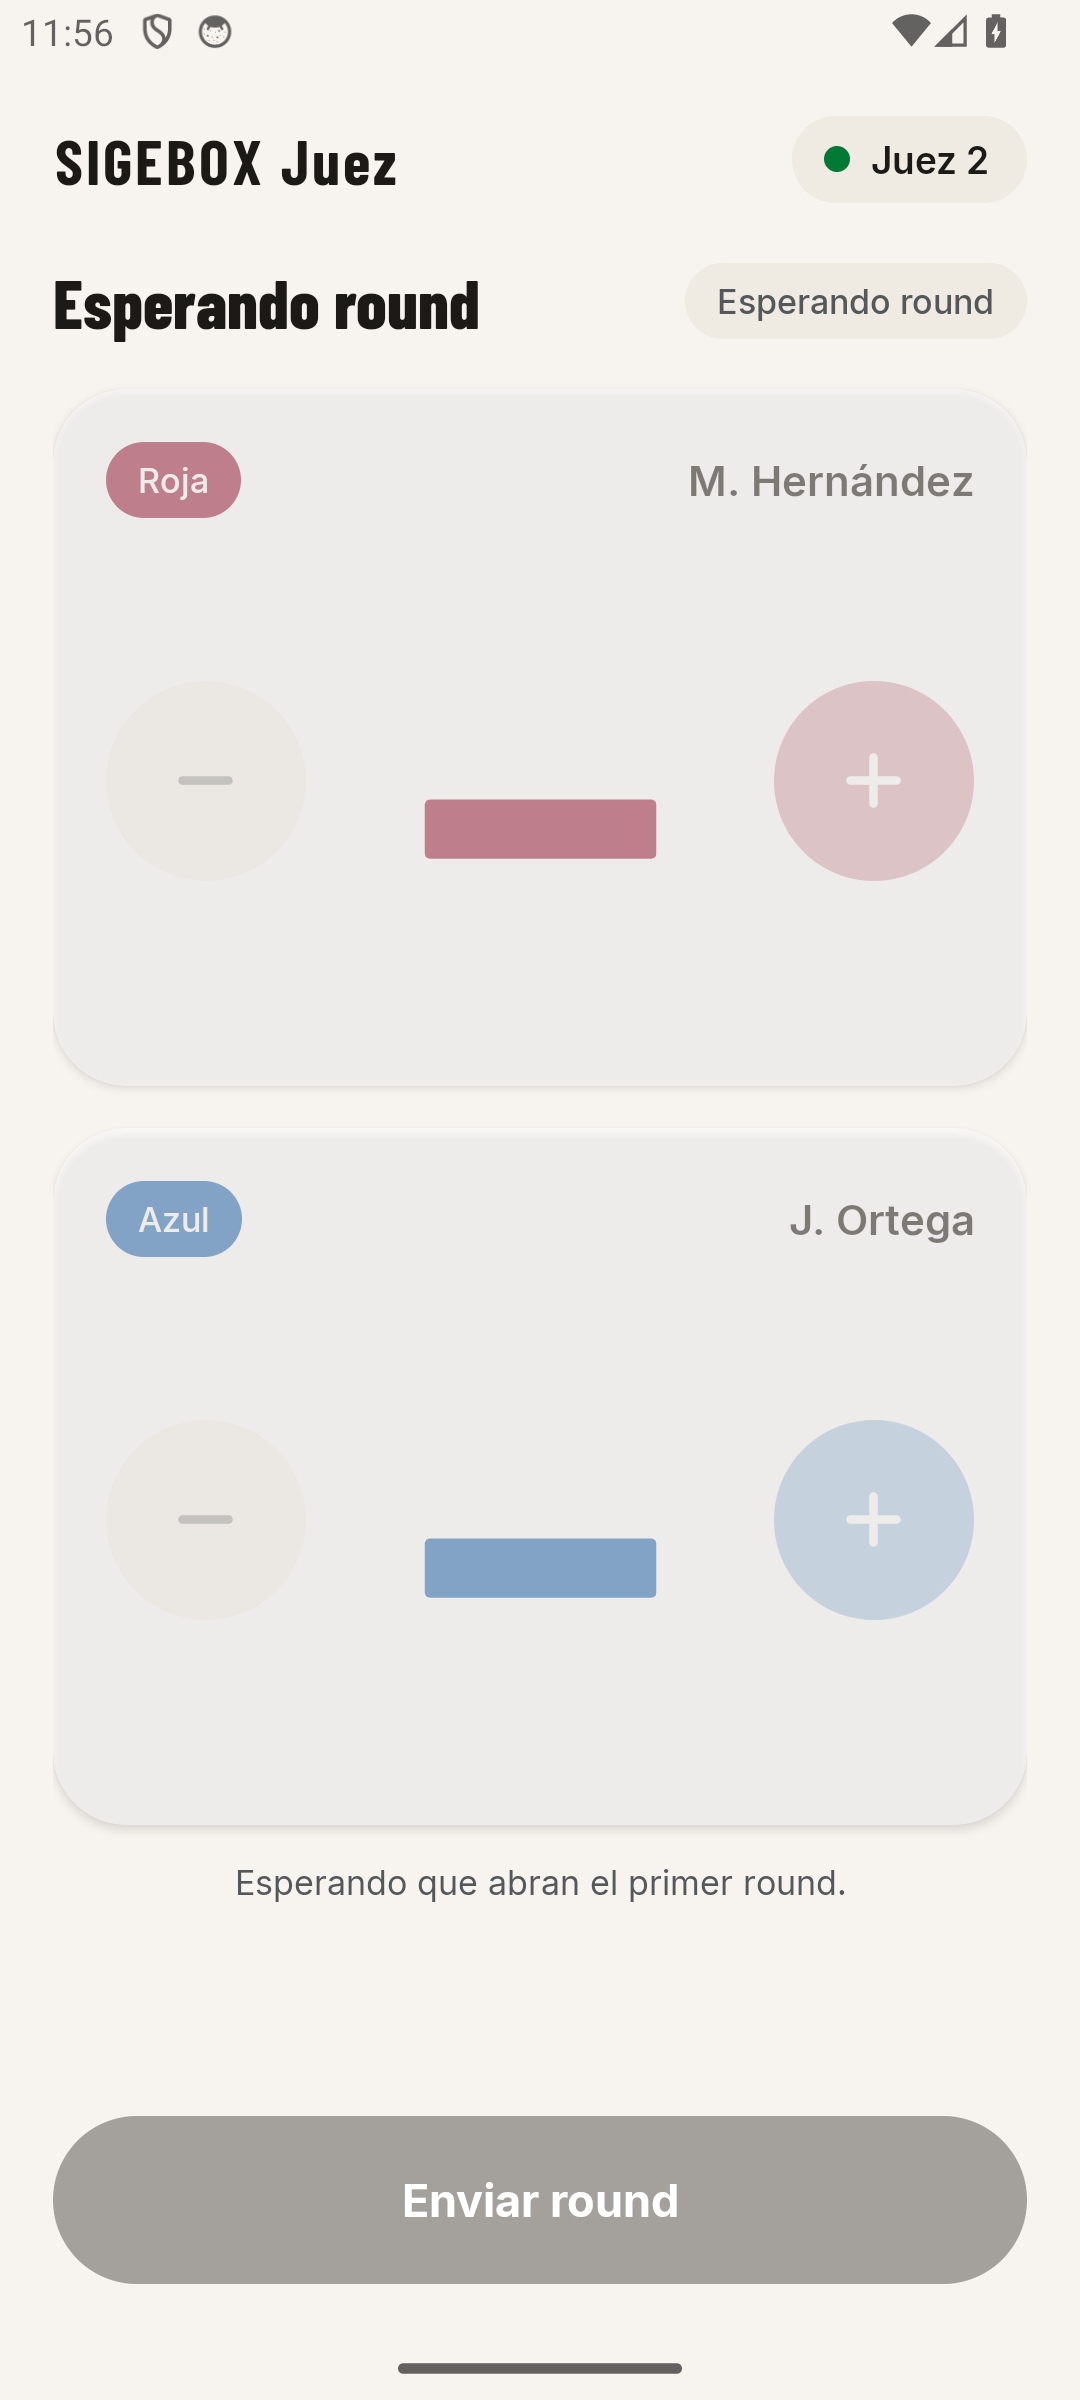 11:56
SIGEBOX Juez
Juez 2
Esperando round
Esperando round
Roja
M. Hernández
Azul
J. Ortega
Esperando que abran el primer round.
Enviar round